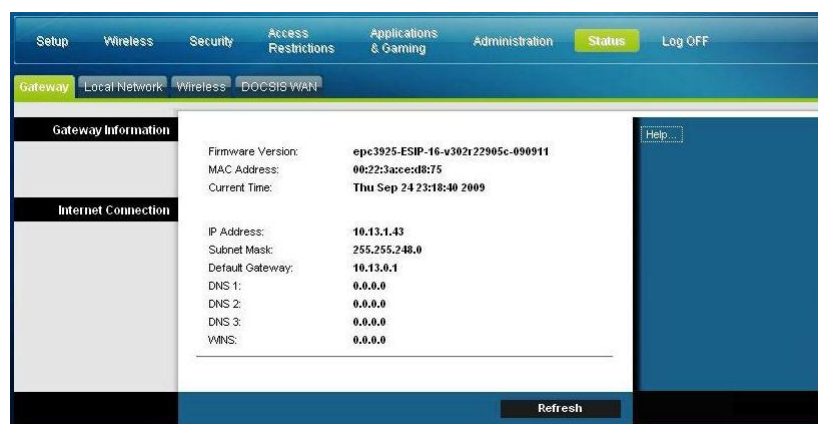 Setup Wireless Security Access Restrictions Applications & Gaming Administration Status Log OFF
Gateway Local Network Wireless DOCSIS WAN
Gateway Information
Help...
Firmware Version: epc3925-ESIP-16-v302r22905c-090911
MAC Address: 00:22:3a:ce:d8:75
Current Time: Thu Sep 24 23:18:40 2009
Internet Connection
IP Address: 10.13.1.43
Subnet Mask: 255.255.248.0
Default Gateway: 10.13.0.1
DNS 1: 0.0.0.0
DNS 2: 0.0.0.0
DNS 3: 0.0.0.0
WINS: 0.0.0.0
Refresh